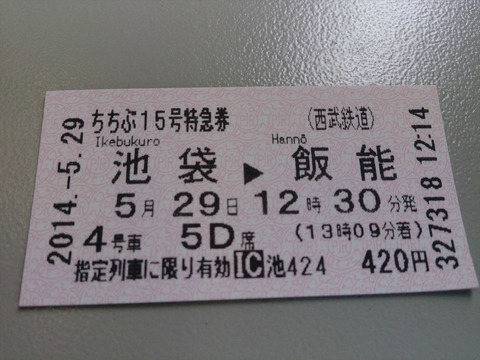 ちちぶ15号特急券 (西武鉄道)
Ikebukuro Hannō
池袋▶飯能
5月29日12時30分発
4号車 5D席 (13時09分着)
指定列車に限り有効IC池424 420円
2014.-5.29
327318 12:14